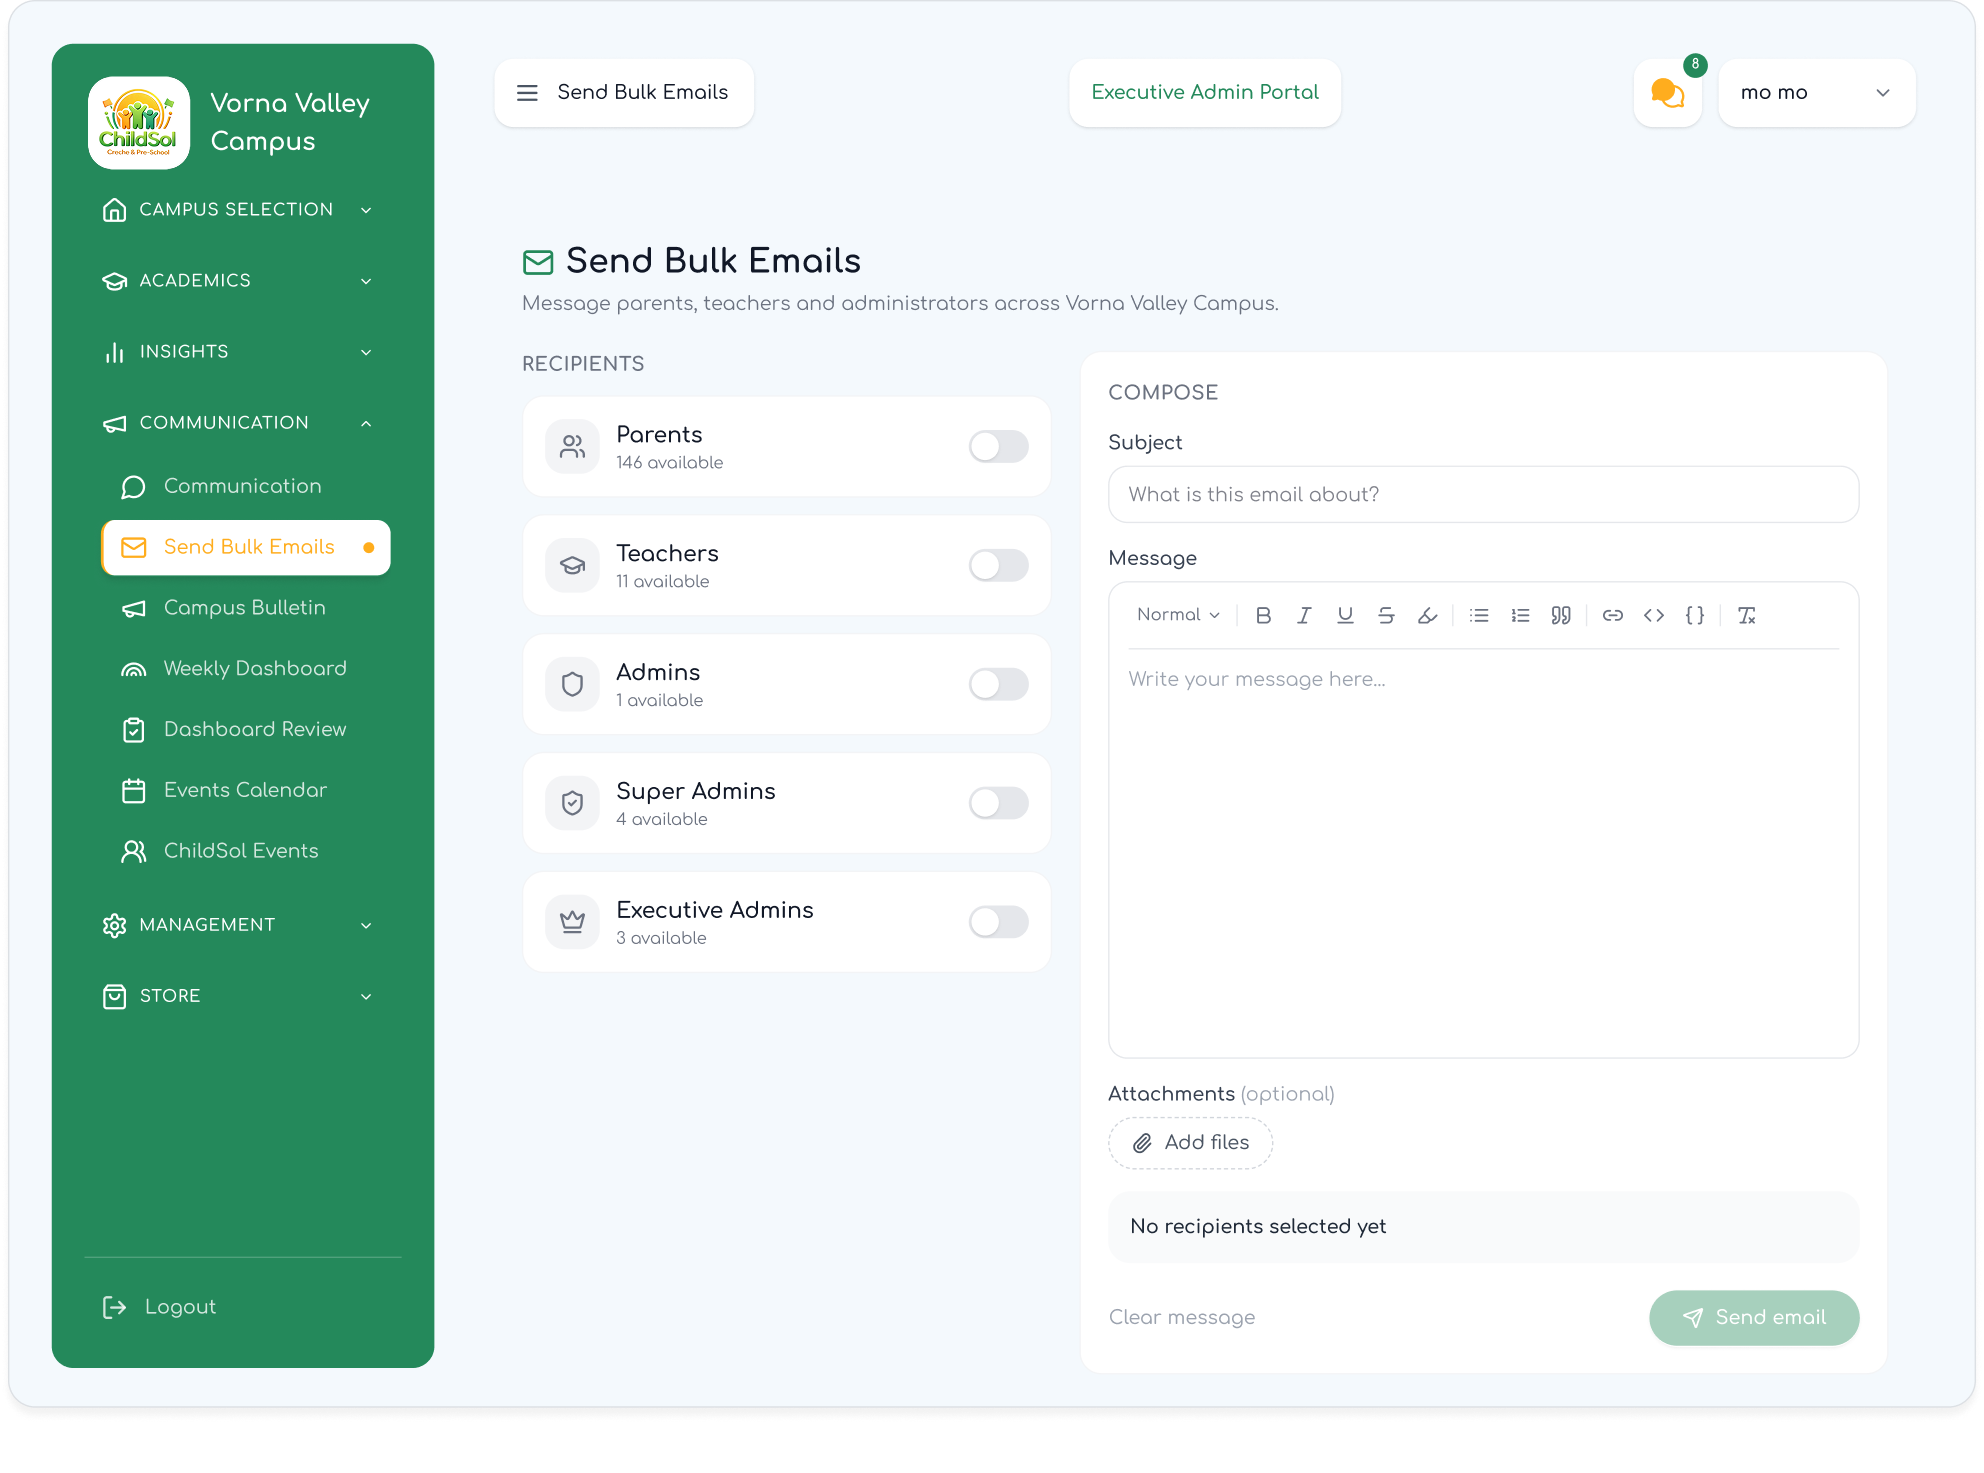 ChildSol
Creche & Pre-School
Vorna Valley
Campus
CAMPUS SELECTION
ACADEMICS
INSIGHTS
COMMUNICATION
Communication
Send Bulk Emails
Campus Bulletin
Weekly Dashboard
Dashboard Review
Events Calendar
ChildSol Events
MANAGEMENT
STORE
Logout
Send Bulk Emails
Executive Admin Portal
8
mo mo
Send Bulk Emails
Message parents, teachers and administrators across Vorna Valley Campus.
RECIPIENTS
Parents
146 available
Teachers
11 available
Admins
1 available
Super Admins
4 available
Executive Admins
3 available
COMPOSE
Subject
What is this email about?
Message
Normal
Write your message here...
Attachments (optional)
Add files
No recipients selected yet
Clear message
Send email